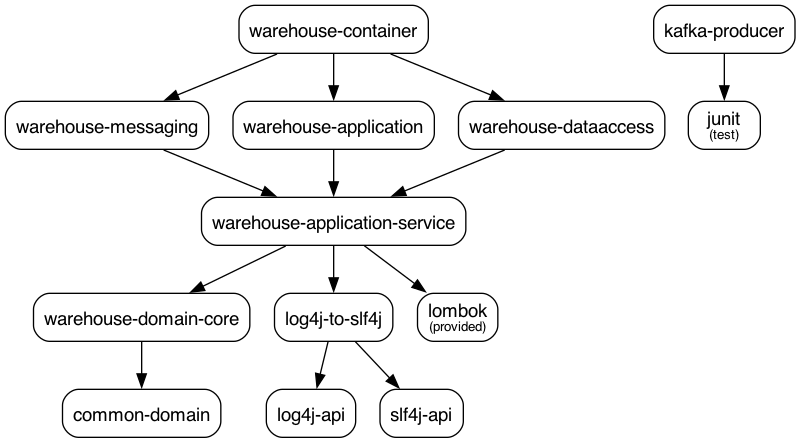 warehouse-container
kafka-producer
warehouse-messaging
warehouse-application
warehouse-dataaccess
junit
(test)
warehouse-application-service
warehouse-domain-core
log4j-to-slf4j
lombok
(provided)
common-domain
log4j-api
slf4j-api